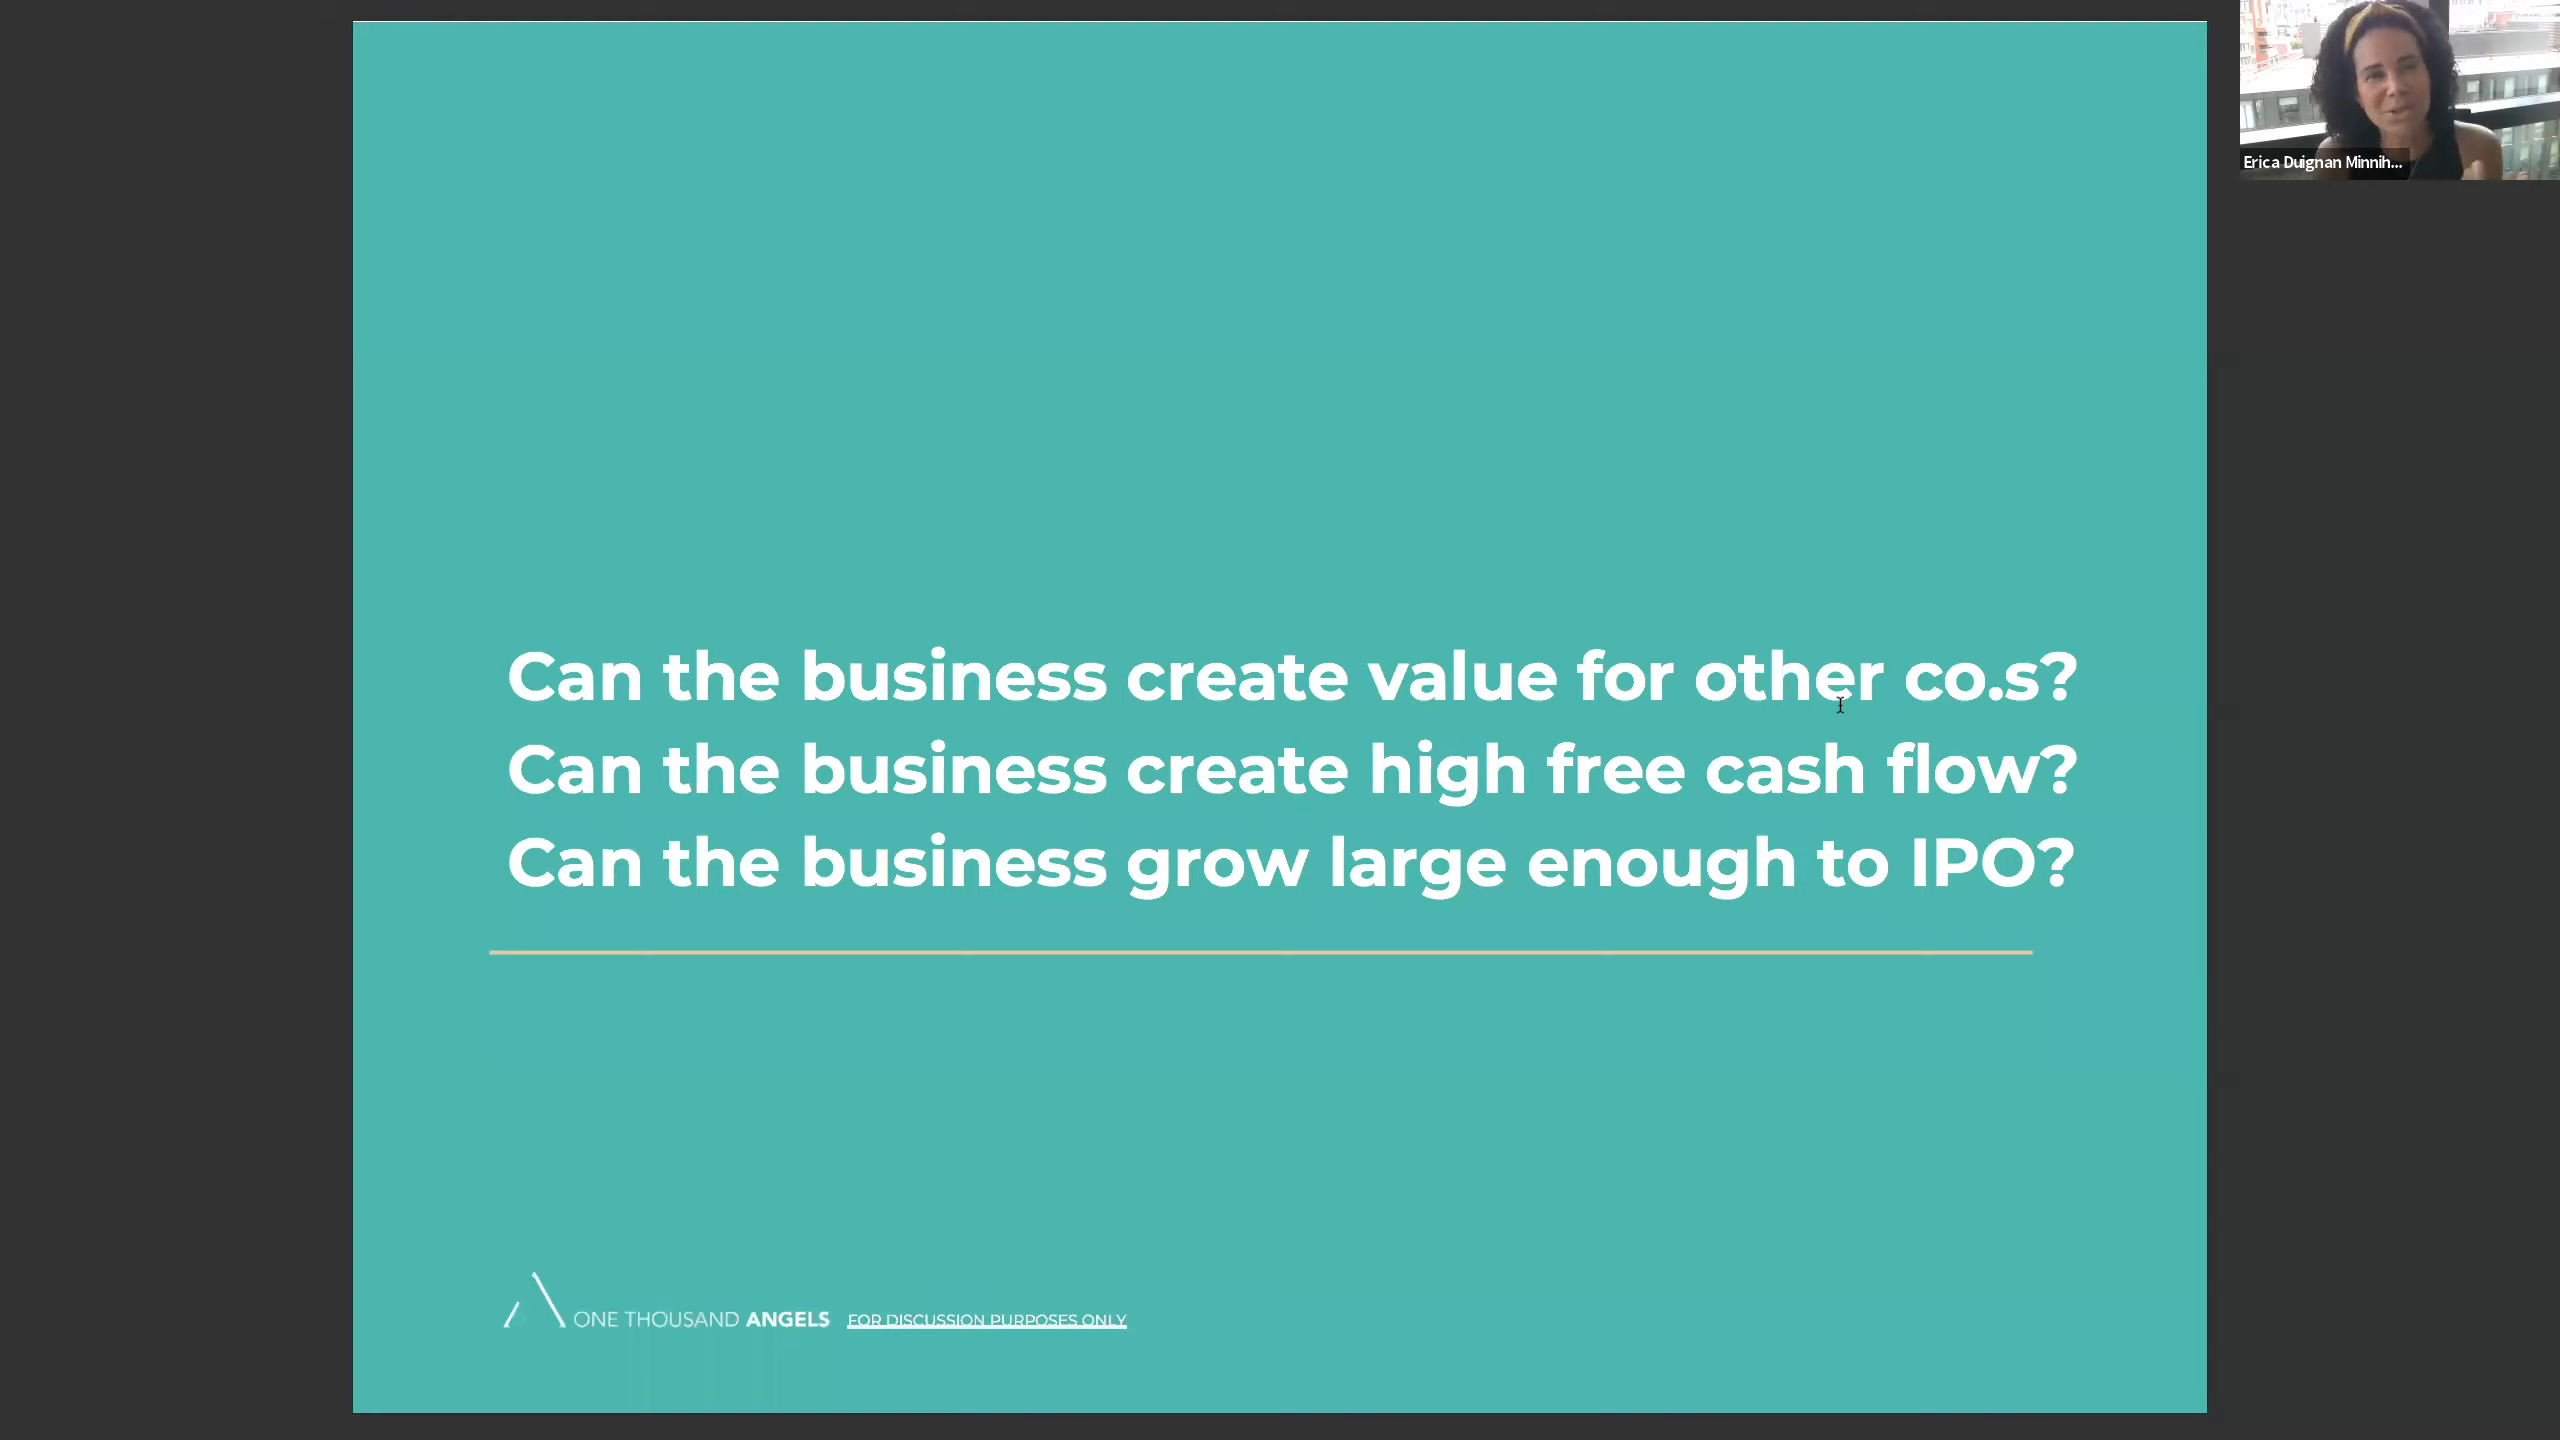 Erica Duignan Minnih...
Can the business create value for other co.s?
Can the business create high free cash flow?
Can the business grow large enough to IPO?
ONE THOUSAND ANGELS FOR DISCUSSION PURPOSES ONLY